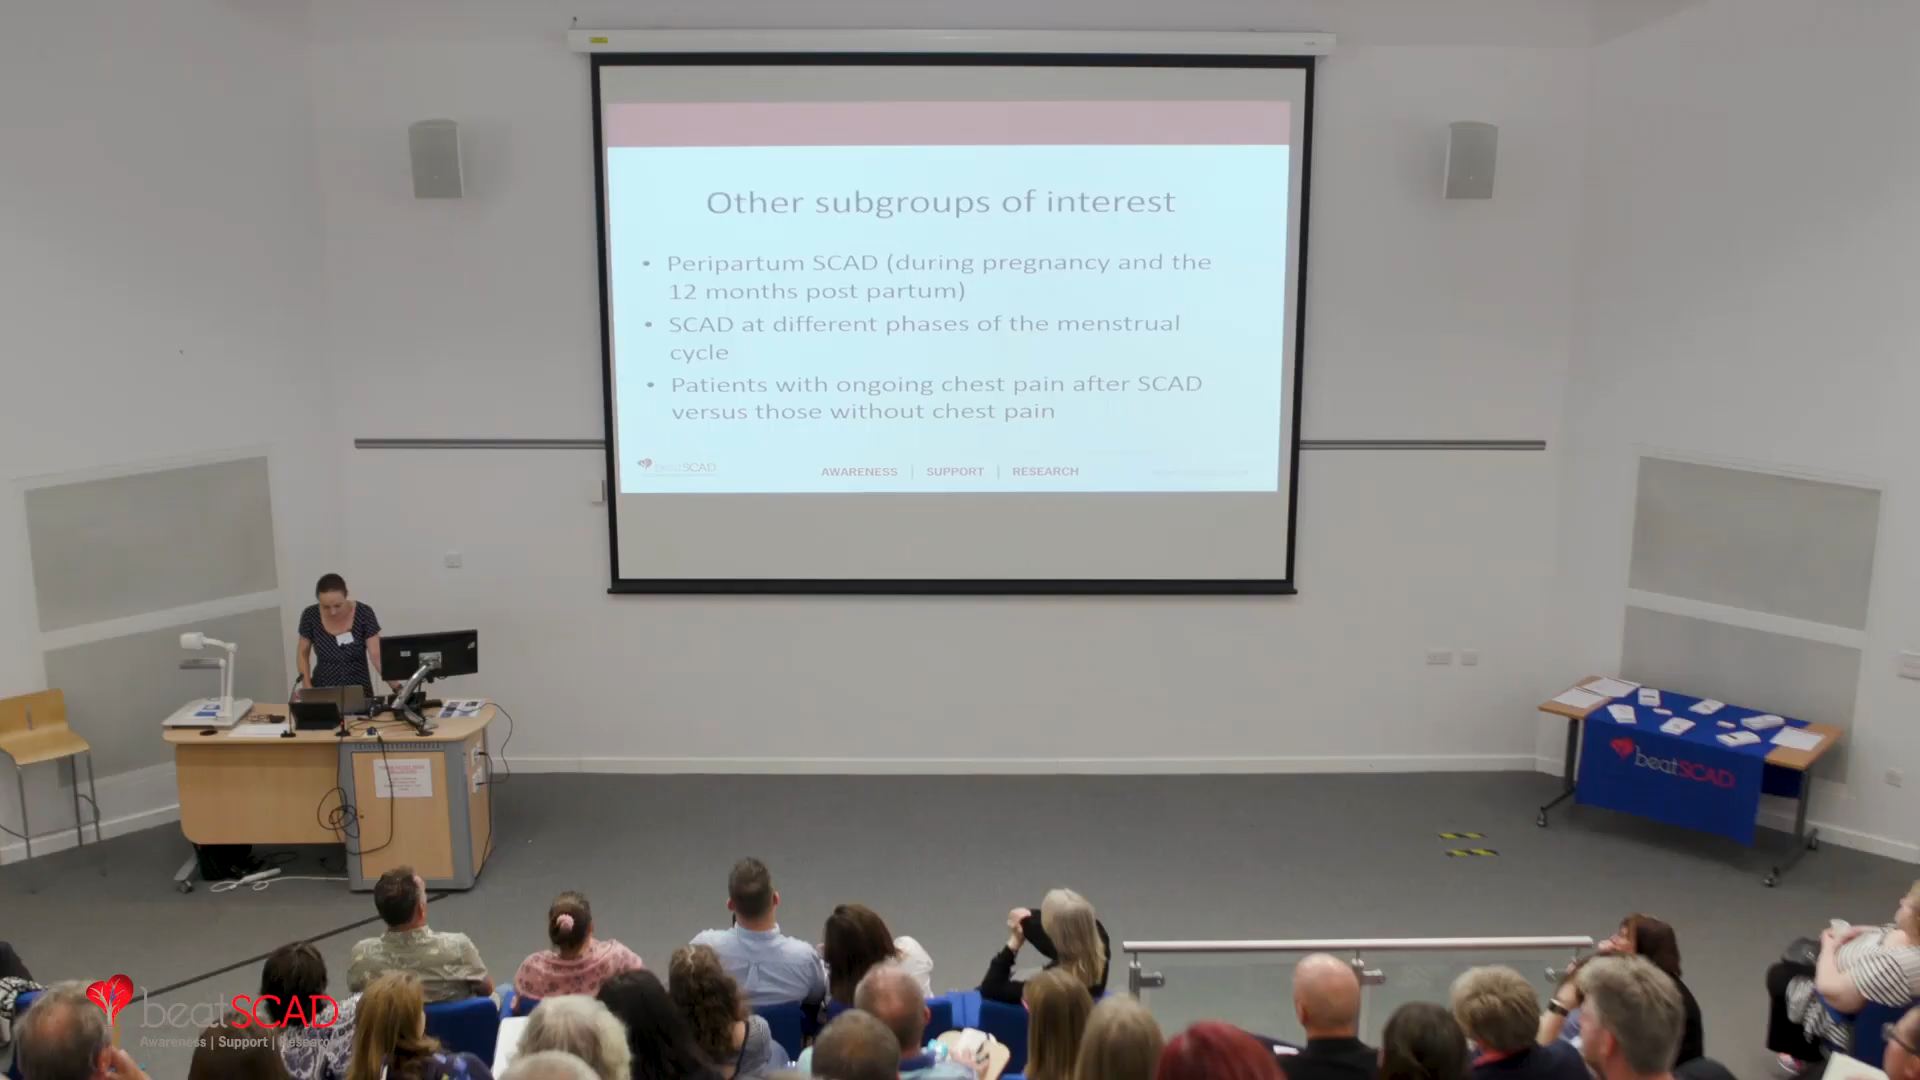 Other subgroups of interest
• Peripartum SCAD (during pregnancy and the
12 months post partum)
• SCAD at different phases of the menstrual
cycle
• Patients with ongoing chest pain after SCAD
versus those without chest pain
beatSCAD
AWARENESS | SUPPORT | RESEARCH
beatSCAD
beatSCAD
Awareness | Support | Research